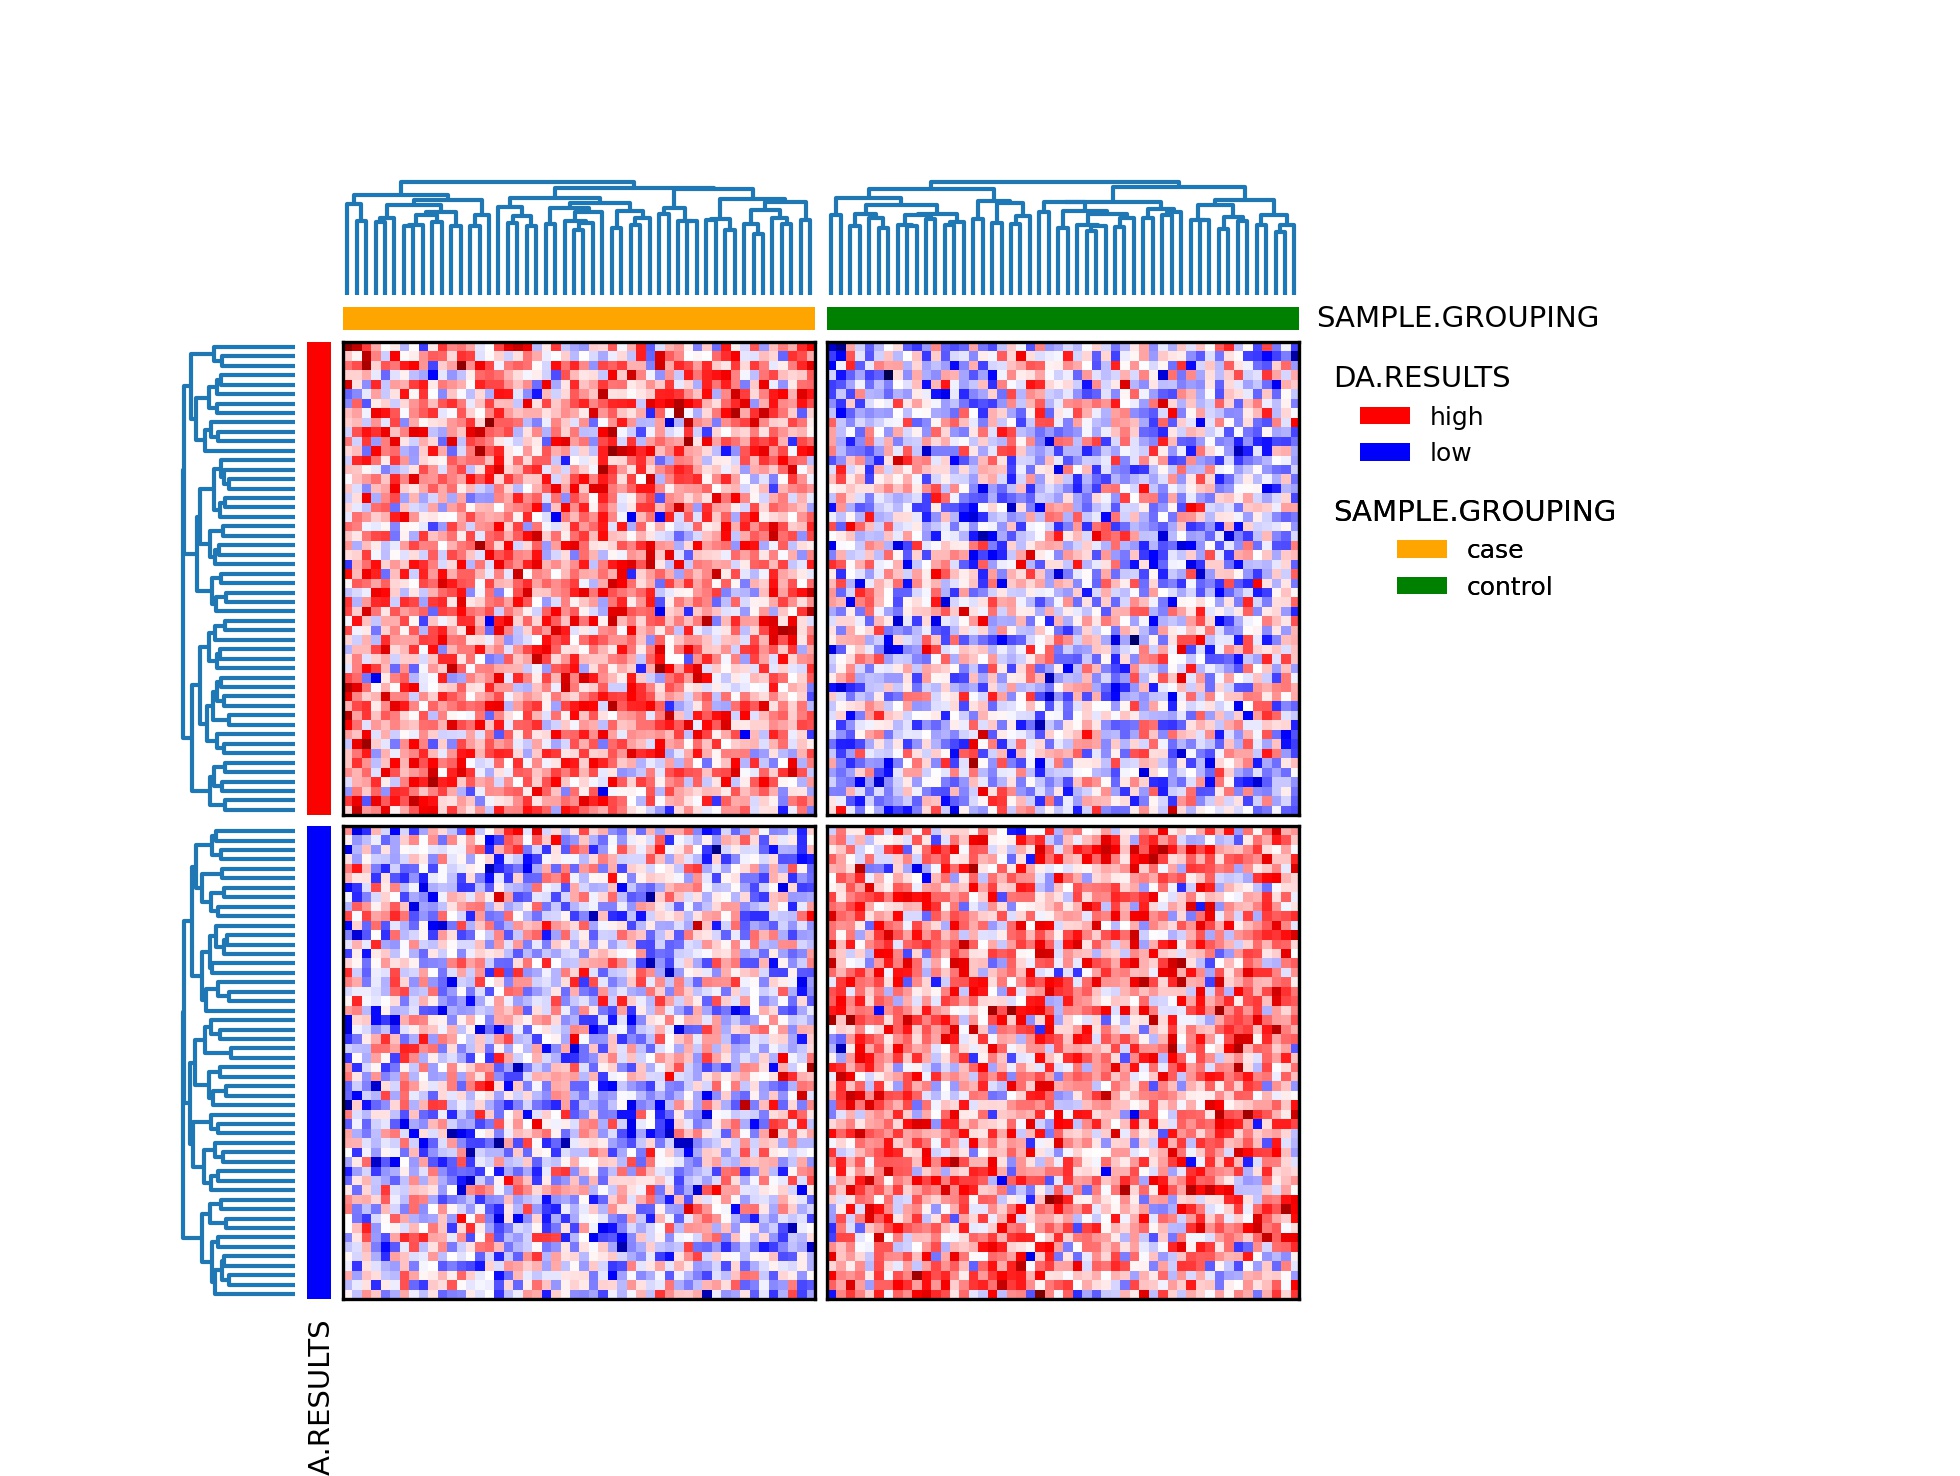 SAMPLE.GROUPING
DA.RESULTS
high
low
SAMPLE.GROUPING
case
control
A.RESULTS